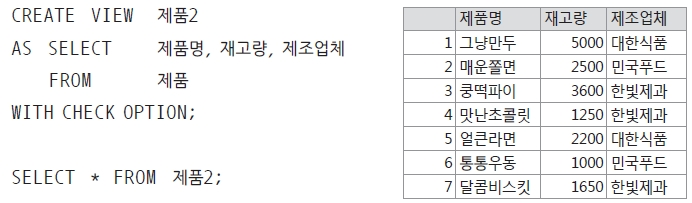 CREATE VIEW 제품2
AS SELECT 제품명, 재고량, 제조업체
FROM 제품
WITH CHECK OPTION;
SELECT * FROM 제품2;
제품명 재고량 제조업체
1 그냥만두 5000 대한식품
2 매운쫄면 2500 민국푸드
3 쿵떡파이 3600 한빛제과
4 맛난초콜릿 1250 한빛제과
5 얼큰라면 2200 대한식품
6 통통우동 1000 민국푸드
7 달콤비스킷 1650 한빛제과